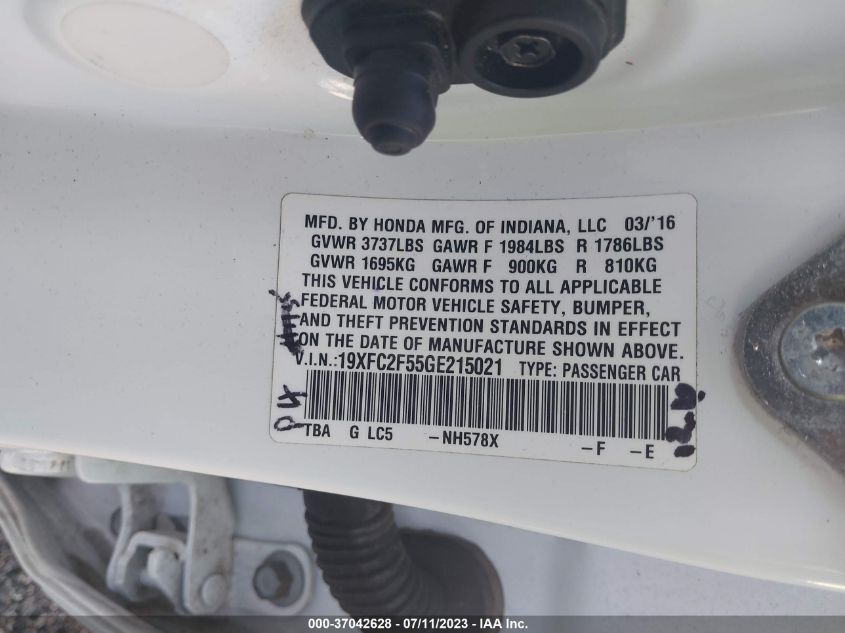 MFD. BY HONDA MFG. OF INDIANA, LLC 03/'16
GVWR 3737LBS GAWR F 1984LBS R 1786LBS
GVWR 1695KG GAWR F 900KG R 810KG
THIS VEHICLE CONFORMS TO ALL APPLICABLE
FEDERAL MOTOR VEHICLE SAFETY, BUMPER,
AND THEFT PREVENTION STANDARDS IN EFFECT
ON THE DATE OF MANUFACTURE SHOWN ABOVE.
V.I.N.:19XFC2F55GE215021 TYPE: PASSENGER CAR
TBA G LC5 -NH578X -F -E
000-37042628 - 07/11/2023 - IAA Inc.